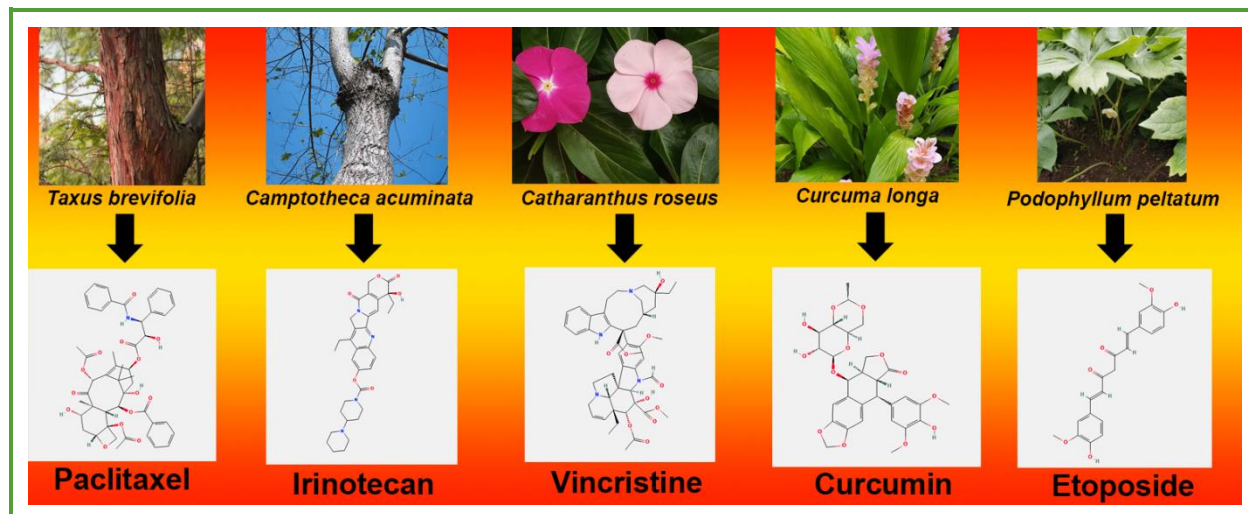 Taxus brevifolia
Camptotheca acuminata
Catharanthus roseus
Curcuma longa
Podophyllum peltatum
Paclitaxel
Irinotecan
Vincristine
Curcumin
Etoposide